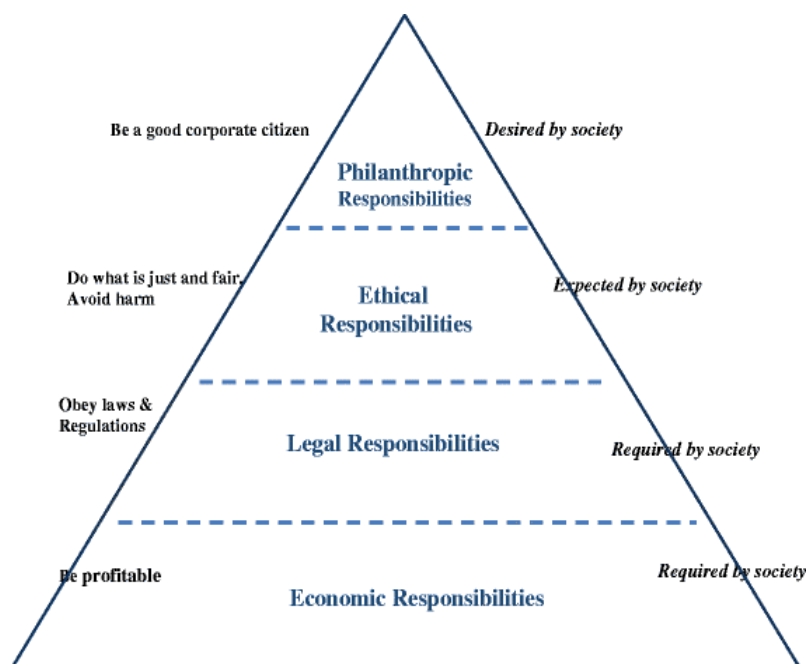 Be a good corporate citizen
Desired by society
Philanthropic
Responsibilities
Do what is just and fair,
Avoid harm
Expected by society
Ethical
Responsibilities
Obey laws &
Regulations
Legal Responsibilities
Required by society
Be profitable
Required by society
Economic Responsibilities